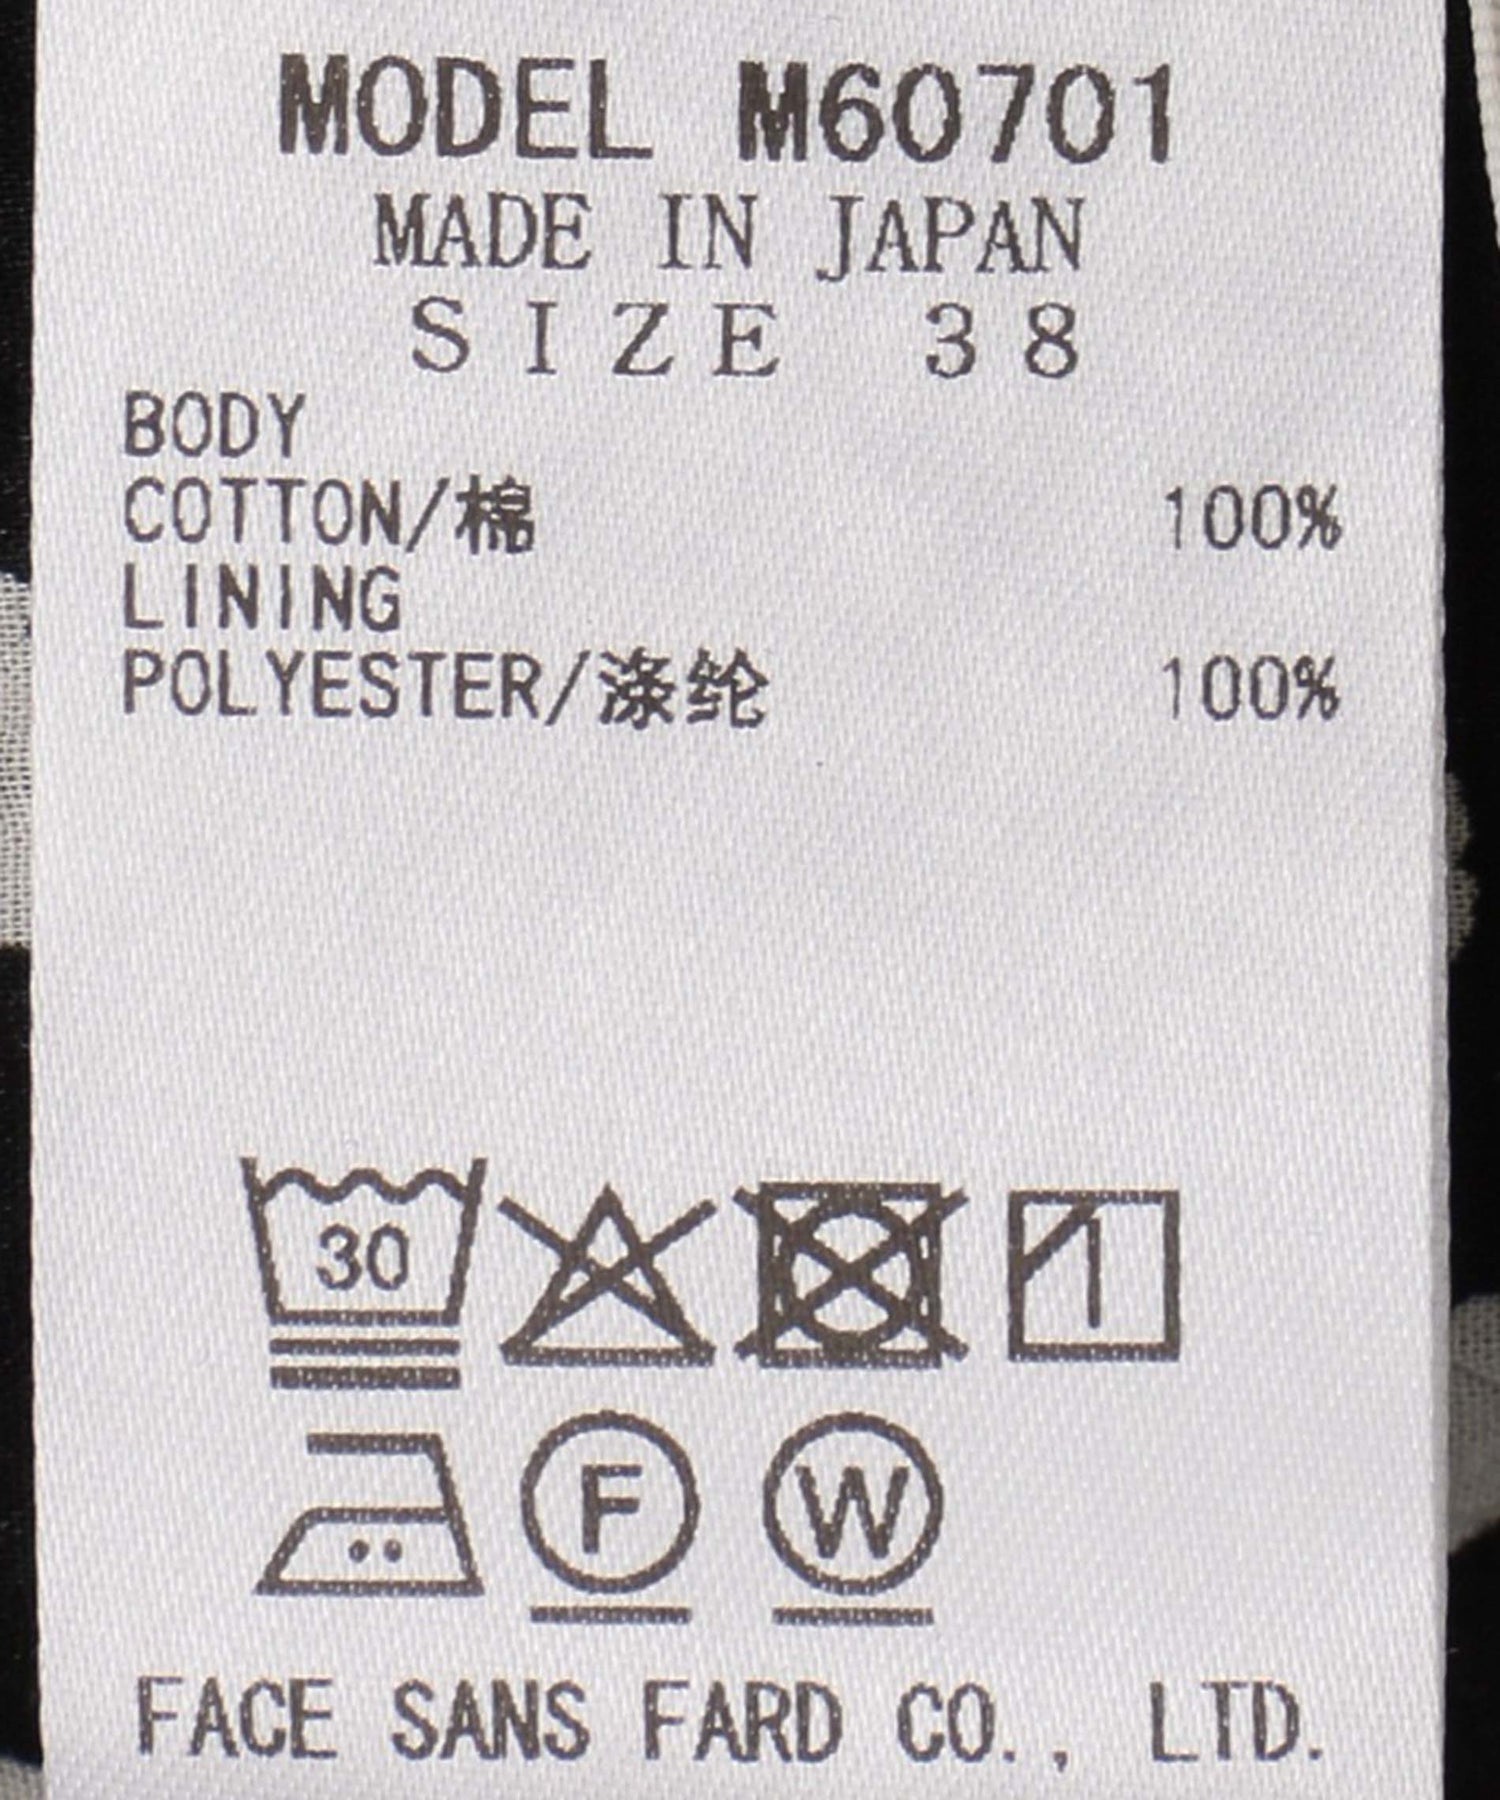 MODEL M60701
MADE IN JAPAN
SIZE 38
BODY
COTTON/棉 100%
LINING
POLYESTER/涤纶 100%
30
F
W
FACE SANS FARD CO., LTD.